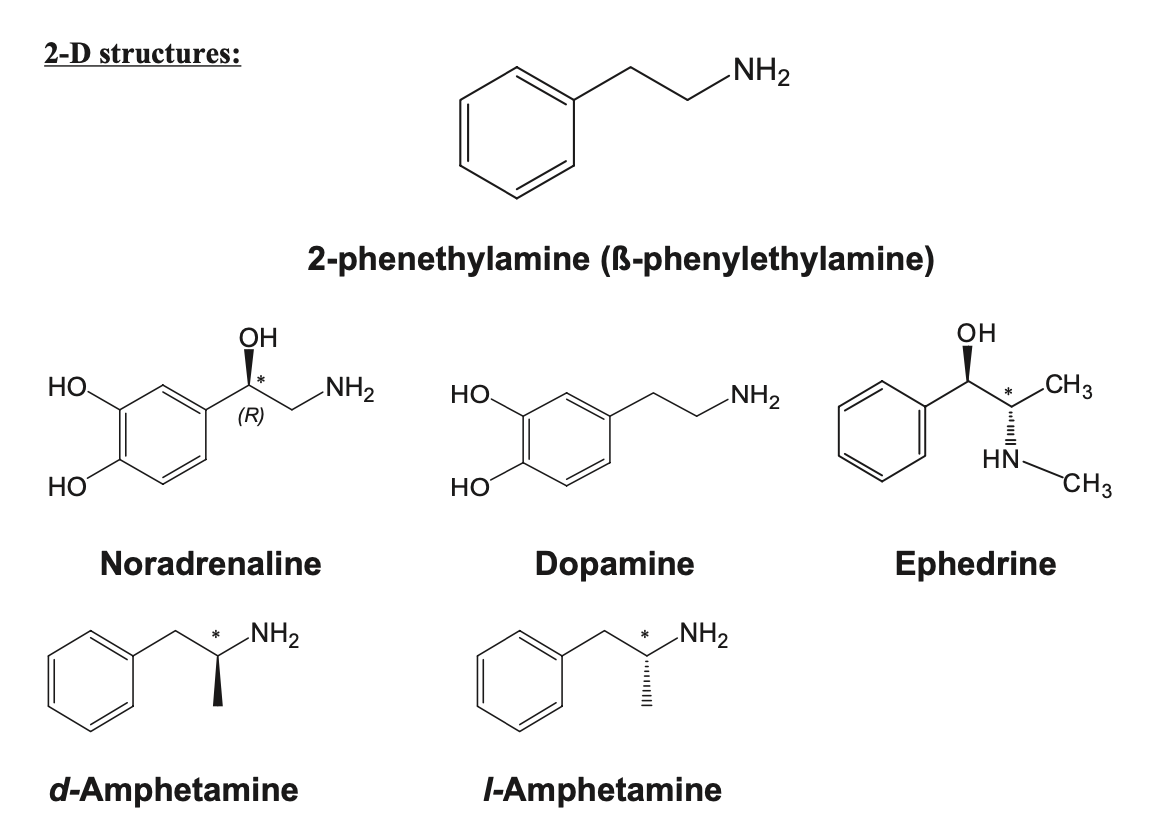 2-D structures:
NH2
2-phenethylamine (ß-phenylethylamine)
OH
HO
*
NH2
(R)
HO
Noradrenaline
HO
NH2
HO
Dopamine
OH
*
CH3
HN
CH3
Ephedrine
*
NH2
d-Amphetamine
*
NH2
l-Amphetamine